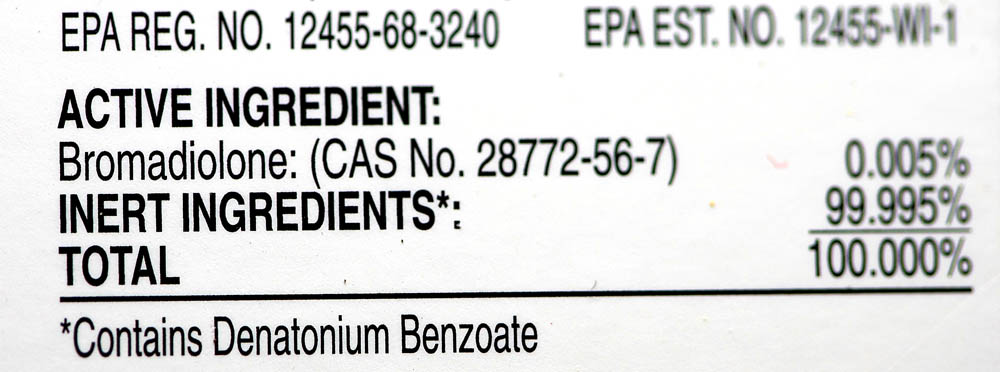 EPA REG. NO. 12455-68-3240 EPA EST. NO. 12455-WI-1
ACTIVE INGREDIENT:
Bromadiolone: (CAS No. 28772-56-7) 0.005%
INERT INGREDIENTS*: 99.995%
TOTAL 100.000%
*Contains Denatonium Benzoate